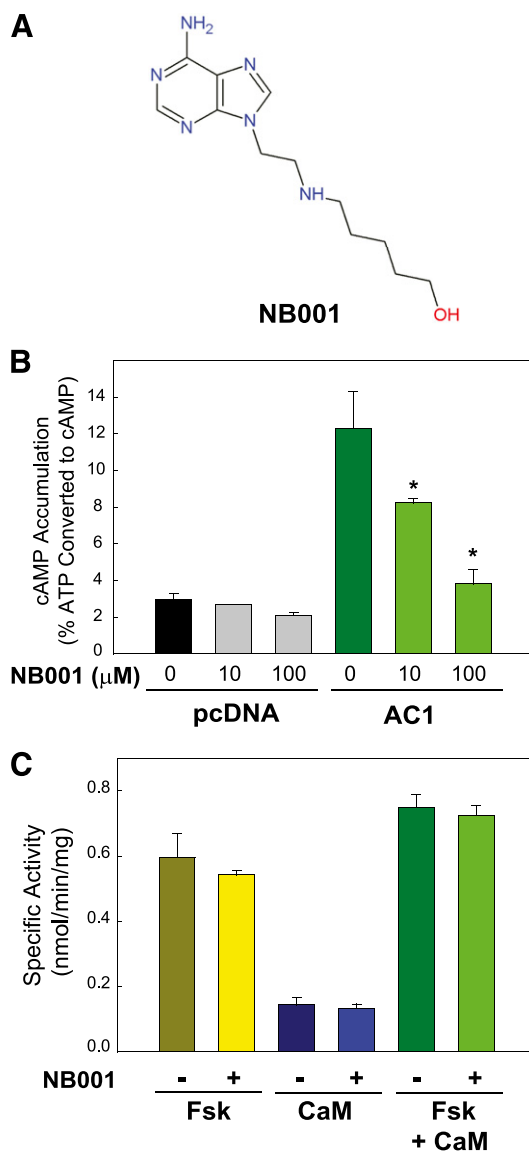 A
NH2
N
N
N
N
NH
OH
NB001
B
cAMP Accumulation
(% ATP Converted to cAMP)
14
12
10
8
6
4
2
0
*
*
NB001 (μM) 0 10 100 0 10 100
pcDNA AC1
C
Specific Activity
(nmol/min/mg)
0.8
0.6
0.4
0.2
0.0
NB001 - + - + - +
Fsk CaM Fsk
+ CaM